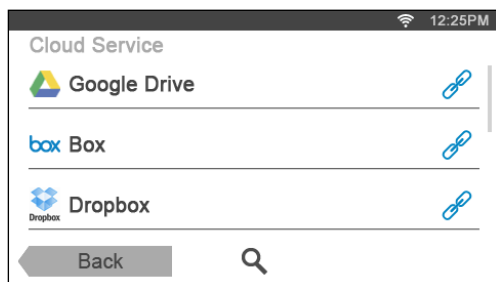 12:25PM
Cloud Service
Google Drive
box Box
Dropbox Dropbox
Back